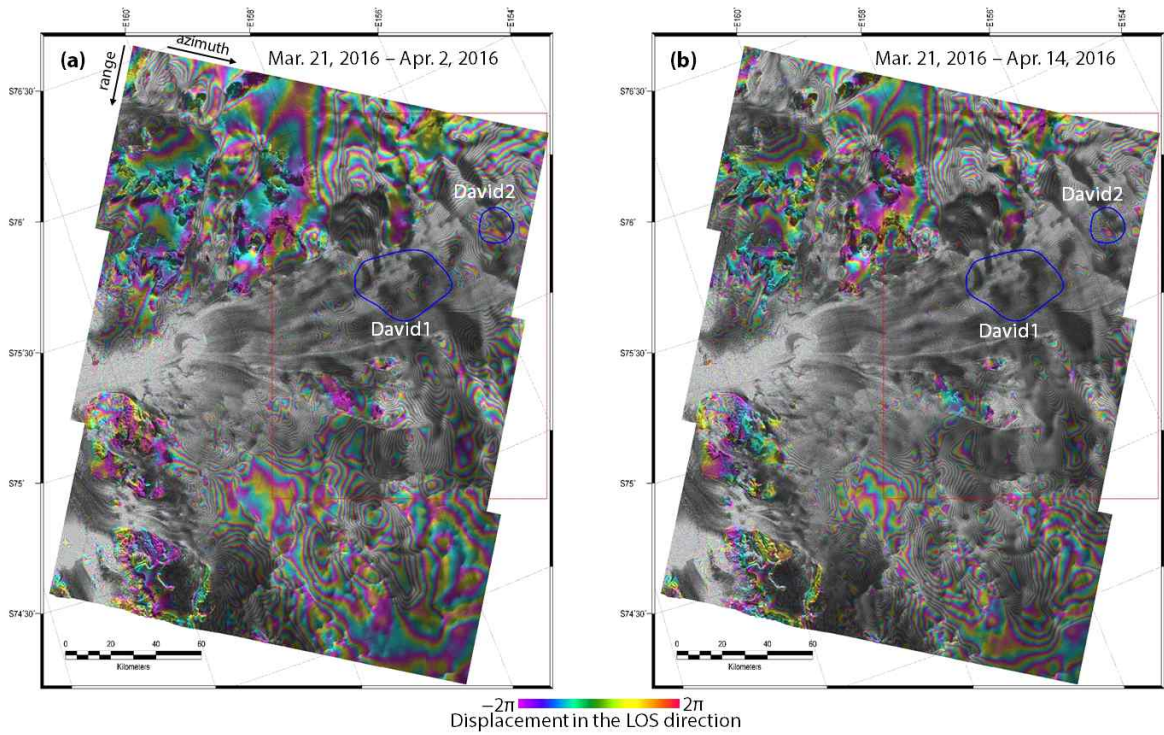 E160°
E158°
E156°
E154°
E160°
E158°
E156°
E154°
(a)
azimuth
range
Mar. 21, 2016 – Apr. 2, 2016
(b)
Mar. 21, 2016 – Apr. 14, 2016
S76°30'
S76°30'
David2
David2
S76°
S76°
David1
David1
S75°30'
S75°30'
S75°
S75°
S74°30'
S74°30'
0 20 40 60
Kilometers
0 20 40 60
Kilometers
−2π 2π
Displacement in the LOS direction